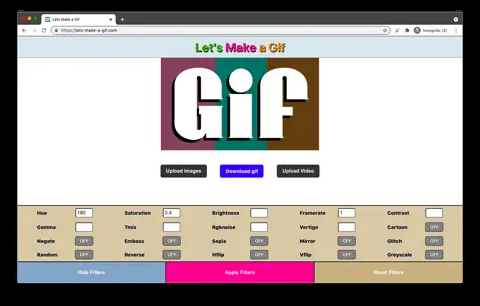 Lets Make a Gif
https://lets-make-a-gif.com
Incognito (2)
Let's Make a Gif
Gif
Upload Images
Download gif
Upload Video
Hue 180 Saturation 0.4 Brightness Framerate 1 Contrast
Gamma Tmix Rgbnoise Vertigo Cartoon OFF
Negate OFF Emboss OFF Sepia OFF Mirror OFF Glitch OFF
Random OFF Reverse OFF Hflip OFF Vflip OFF Greyscale OFF
Hide Filters
Apply Filters
Reset Filters